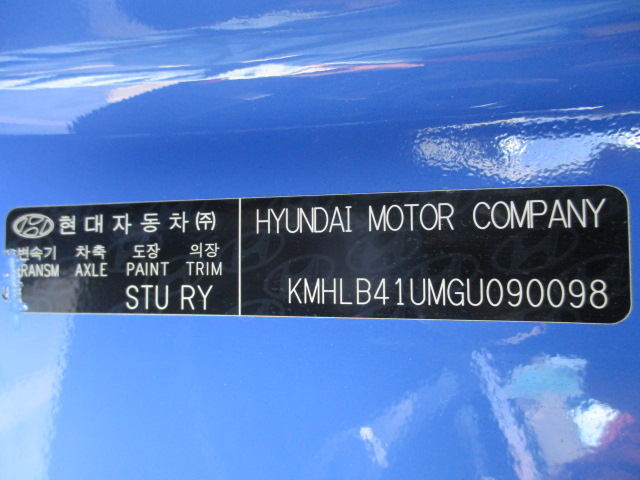 현대자동차㈜
변속기 차축 도장 의장
TRANSM AXLE PAINT TRIM
STU RY
HYUNDAI MOTOR COMPANY
KMHLB41UMGU090098